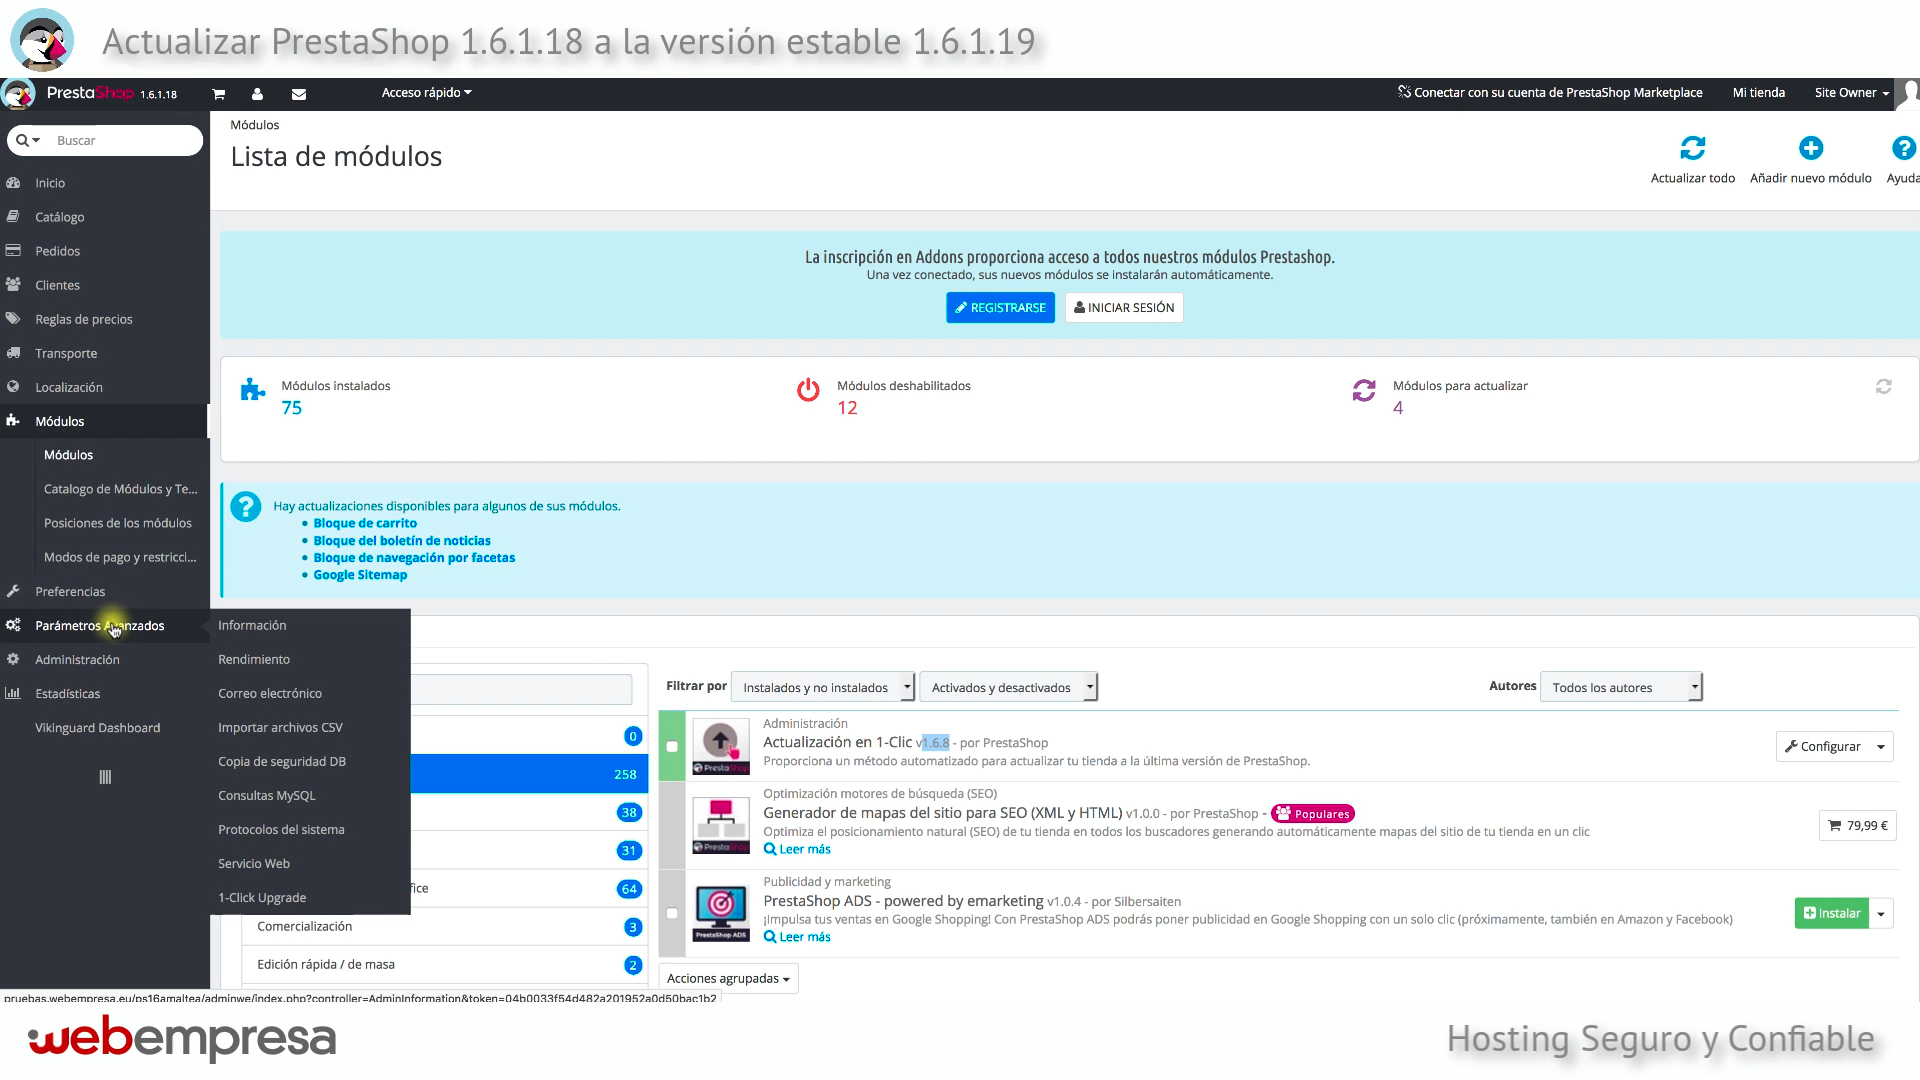 Actualizar PrestaShop 1.6.1.18 a la versión estable 1.6.1.19
PrestaShop 1.6.1.18
Acceso rápido
Conectar con su cuenta de PrestaShop Marketplace
Mi tienda
Site Owner
Buscar
Inicio
Catálogo
Pedidos
Clientes
Reglas de precios
Transporte
Localización
Módulos
Módulos
Catalogo de Módulos y Te...
Posiciones de los módulos
Modos de pago y restricci...
Preferencias
Parámetros Avanzados
Administración
Estadísticas
Vikinguard Dashboard
Información
Rendimiento
Correo electrónico
Importar archivos CSV
Copia de seguridad DB
Consultas MySQL
Protocolos del sistema
Servicio Web
1-Click Upgrade
Módulos
Lista de módulos
Actualizar todo
Añadir nuevo módulo
Ayuda
La inscripción en Addons proporciona acceso a todos nuestros módulos Prestashop.
Una vez conectado, sus nuevos módulos se instalarán automáticamente.
REGISTRARSE
INICIAR SESIÓN
Módulos instalados
75
Módulos deshabilitados
12
Módulos para actualizar
4
Hay actualizaciones disponibles para algunos de sus módulos.
Bloque de carrito
Bloque del boletín de noticias
Bloque de navegación por facetas
Google Sitemap
0
258
38
31
fice 64
Comercialización 3
Edición rápida / de masa 2
Filtrar por
Instalados y no instalados
Activados y desactivados
Autores
Todos los autores
Administración
Actualización en 1-Clic v1.6.8 - por PrestaShop
Proporciona un método automatizado para actualizar tu tienda a la última versión de PrestaShop.
Configurar
Optimización motores de búsqueda (SEO)
Generador de mapas del sitio para SEO (XML y HTML) v1.0.0 - por PrestaShop - Populares
Optimiza el posicionamiento natural (SEO) de tu tienda en todos los buscadores generando automáticamente mapas del sitio de tu tienda en un clic
Leer más
79,99 €
Publicidad y marketing
PrestaShop ADS - powered by emarketing v1.0.4 - por Silbersaiten
¡Impulsa tus ventas en Google Shopping! Con PrestaShop ADS podrás poner publicidad en Google Shopping con un solo clic (próximamente, también en Amazon y Facebook)
Leer más
PrestaShop ADS
Instalar
Acciones agrupadas
pruebas.webempresa.eu/ps16amaltea/adminwe/index.php?controller=AdminInformation&token=04b0033f54d482a201952a0d50bac1b2
webempresa
Hosting Seguro y Confiable